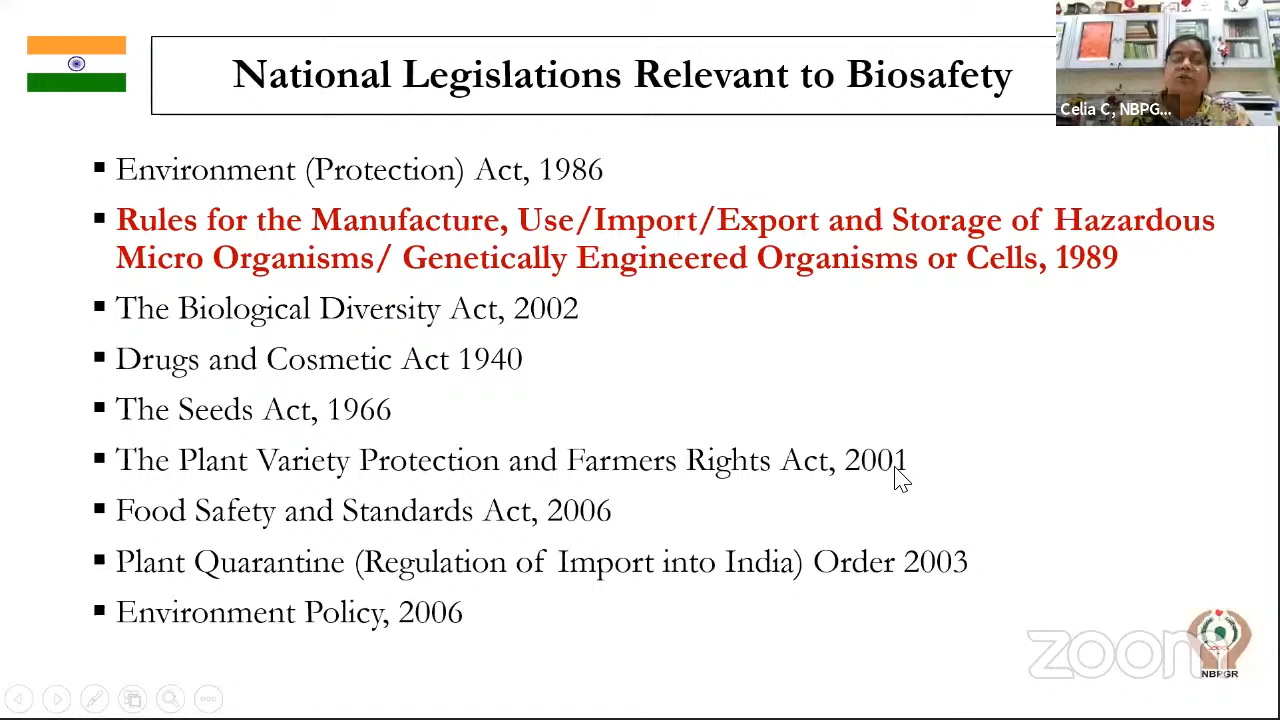 National Legislations Relevant to Biosafety
Celia C, NBPG...
▪ Environment (Protection) Act, 1986
▪ Rules for the Manufacture, Use/Import/Export and Storage of Hazardous
Micro Organisms/ Genetically Engineered Organisms or Cells, 1989
▪ The Biological Diversity Act, 2002
▪ Drugs and Cosmetic Act 1940
▪ The Seeds Act, 1966
▪ The Plant Variety Protection and Farmers Rights Act, 2001
▪ Food Safety and Standards Act, 2006
▪ Plant Quarantine (Regulation of Import into India) Order 2003
▪ Environment Policy, 2006
zoom
NBPGR